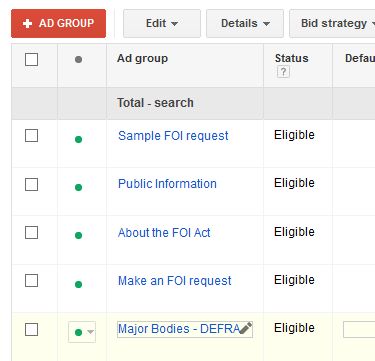 + AD GROUP Edit Details Bid strategy
Ad group Status Defau
?
Total - search
Sample FOI request Eligible
Public Information Eligible
About the FOI Act Eligible
Make an FOI request Eligible
Major Bodies - DEFRA Eligible